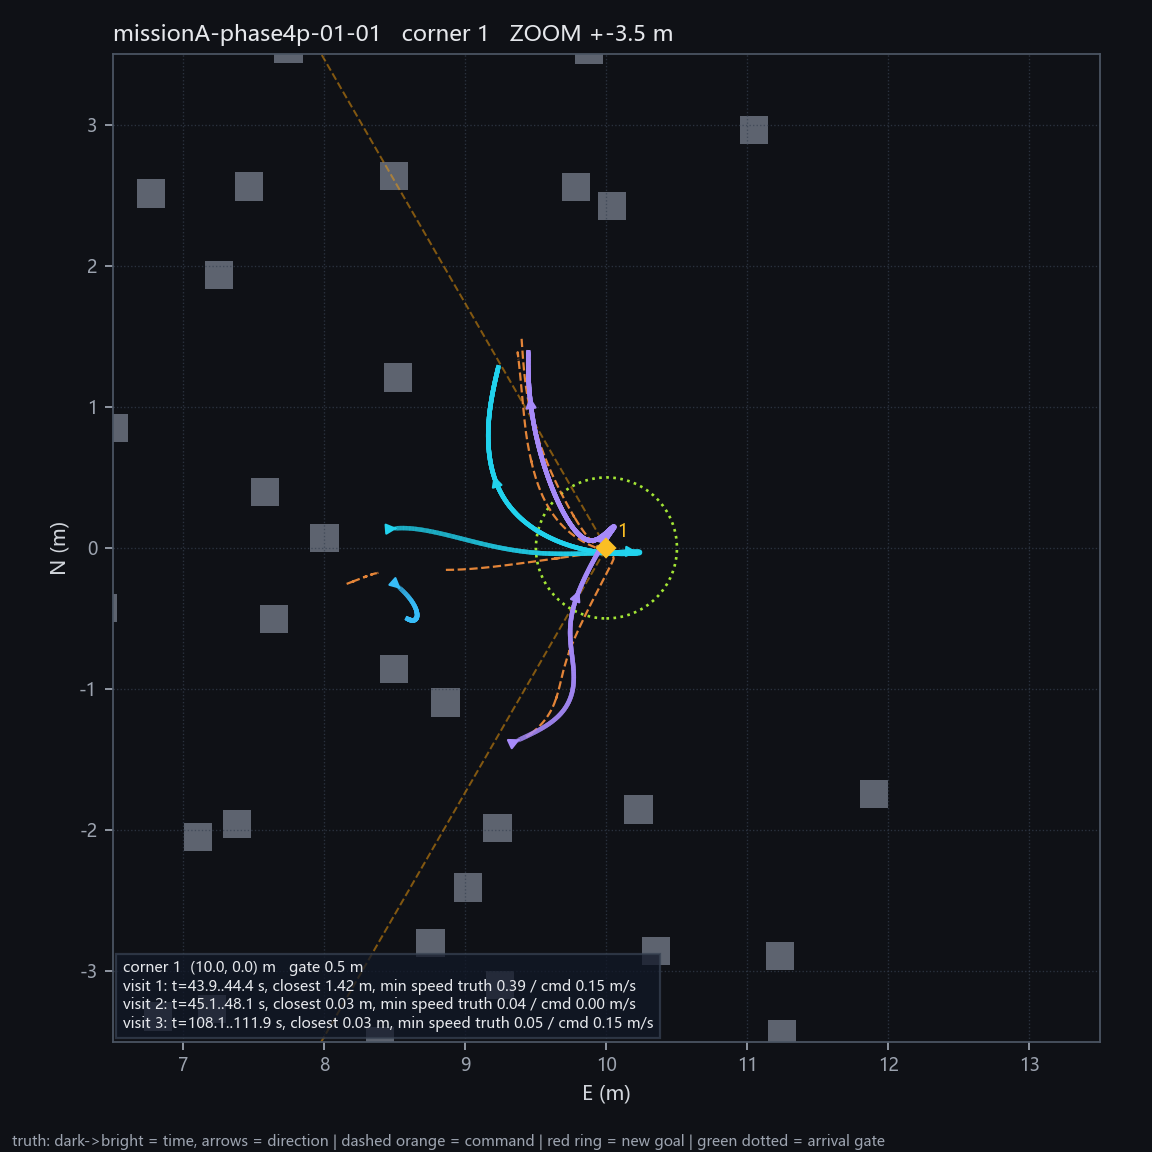 missionA-phase4p-01-01   corner 1   ZOOM +-3.5 m
3
2
1
0
-1
-2
-3
N (m)
1
corner 1  (10.0, 0.0) m   gate 0.5 m
visit 1: t=43.9..44.4 s, closest 1.42 m, min speed truth 0.39 / cmd 0.15 m/s
visit 2: t=45.1..48.1 s, closest 0.03 m, min speed truth 0.04 / cmd 0.00 m/s
visit 3: t=108.1..111.9 s, closest 0.03 m, min speed truth 0.05 / cmd 0.15 m/s
7 8 9 10 11 12 13
E (m)
truth: dark->bright = time, arrows = direction | dashed orange = command | red ring = new goal | green dotted = arrival gate